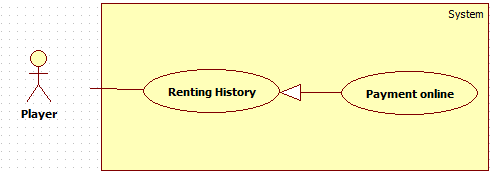 System
Renting History
Payment online
Player